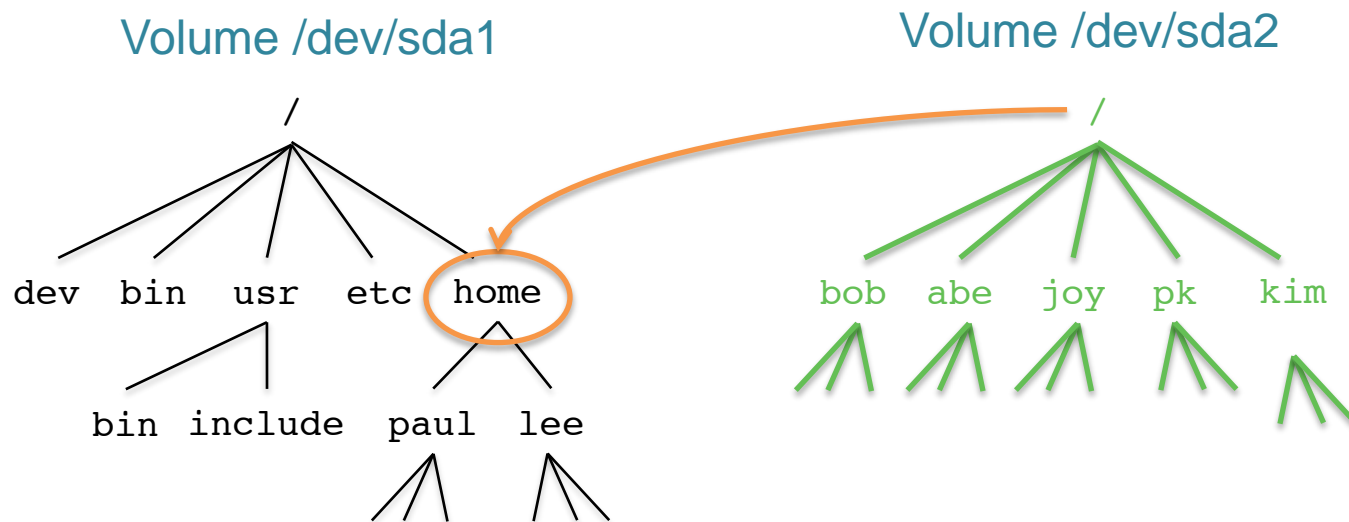 Volume /dev/sda1
Volume /dev/sda2
/
/
dev bin usr etc home
bob abe joy pk kim
bin include paul lee